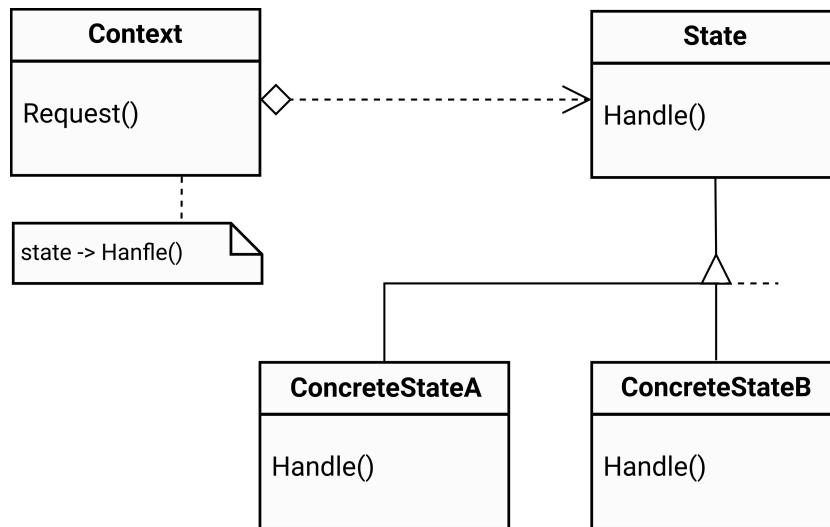 Context
State
Request()
Handle()
state -> Hanfle()
ConcreteStateA
ConcreteStateB
Handle()
Handle()